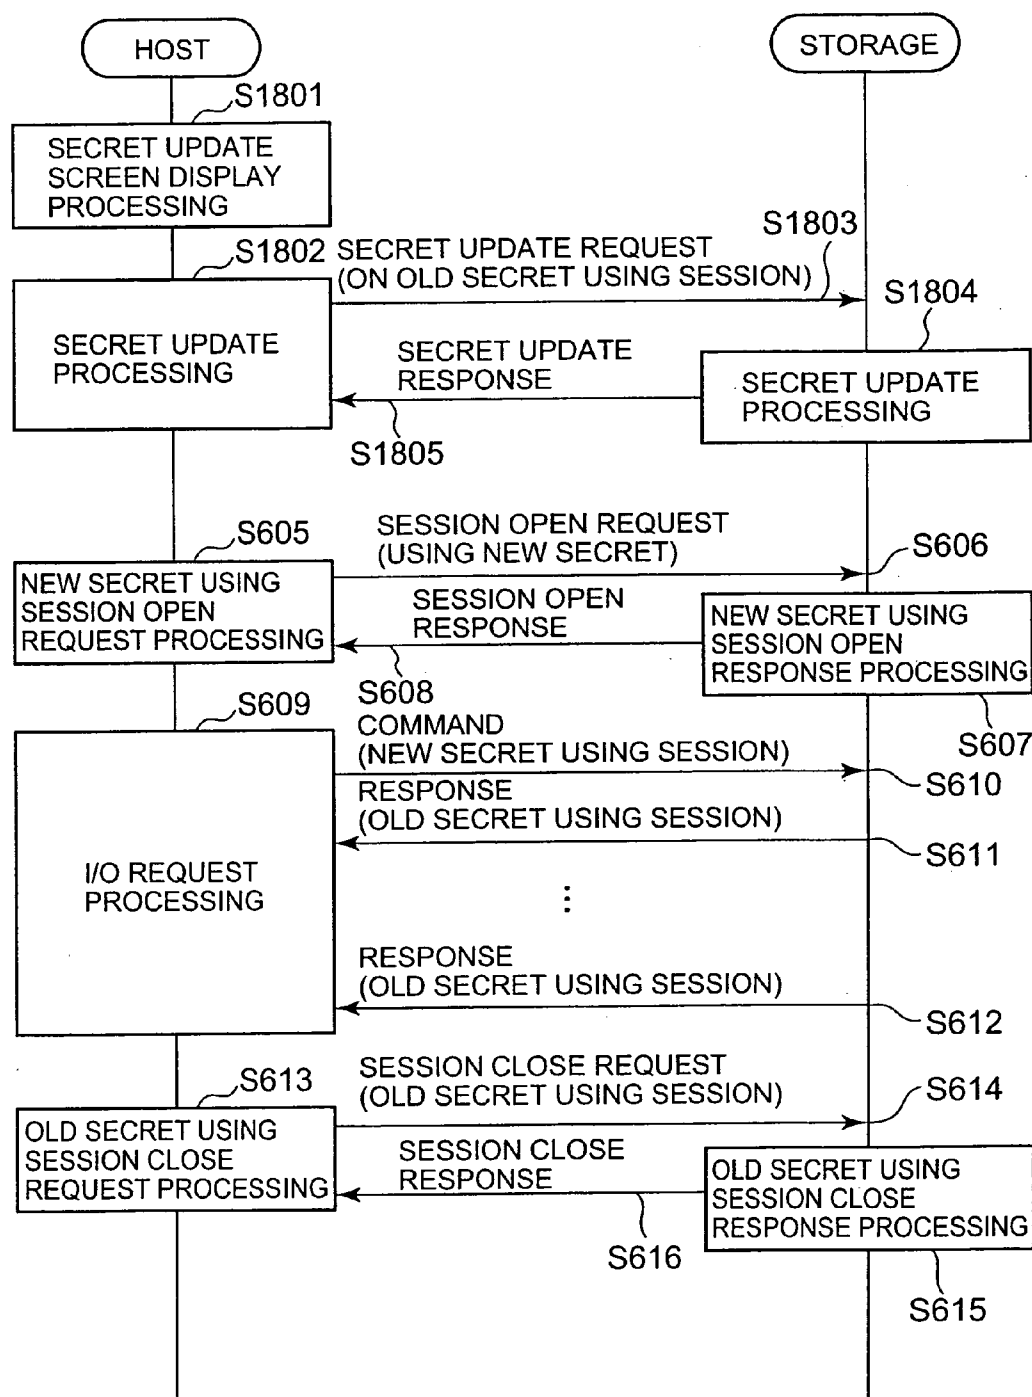 HOST
STORAGE
S1801
SECRET UPDATE
SCREEN DISPLAY
PROCESSING
S1802
SECRET UPDATE REQUEST
(ON OLD SECRET USING SESSION)
S1803
SECRET UPDATE
PROCESSING
S1804
SECRET UPDATE
RESPONSE
SECRET UPDATE
PROCESSING
S1805
S605
SESSION OPEN REQUEST
(USING NEW SECRET)
S606
NEW SECRET USING
SESSION OPEN
REQUEST PROCESSING
SESSION OPEN
RESPONSE
NEW SECRET USING
SESSION OPEN
RESPONSE PROCESSING
S608
S607
S609
COMMAND
(NEW SECRET USING SESSION)
S610
RESPONSE
(OLD SECRET USING SESSION)
S611
I/O REQUEST
PROCESSING
⋮
RESPONSE
(OLD SECRET USING SESSION)
S612
S613
SESSION CLOSE REQUEST
(OLD SECRET USING SESSION)
S614
OLD SECRET USING
SESSION CLOSE
REQUEST PROCESSING
SESSION CLOSE
RESPONSE
OLD SECRET USING
SESSION CLOSE
RESPONSE PROCESSING
S616
S615